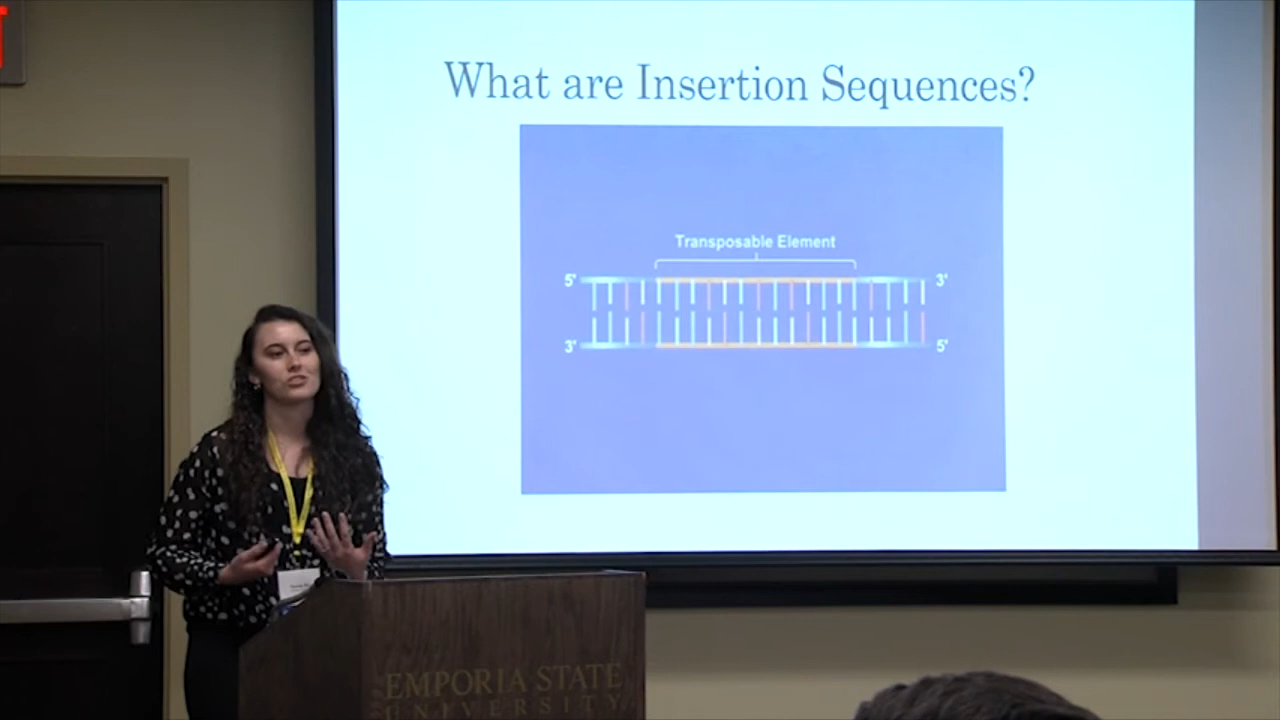 What are Insertion Sequences?
Transposable Element
5' 3'
3' 5'
EMPORIA STATE
UNIVERSITY